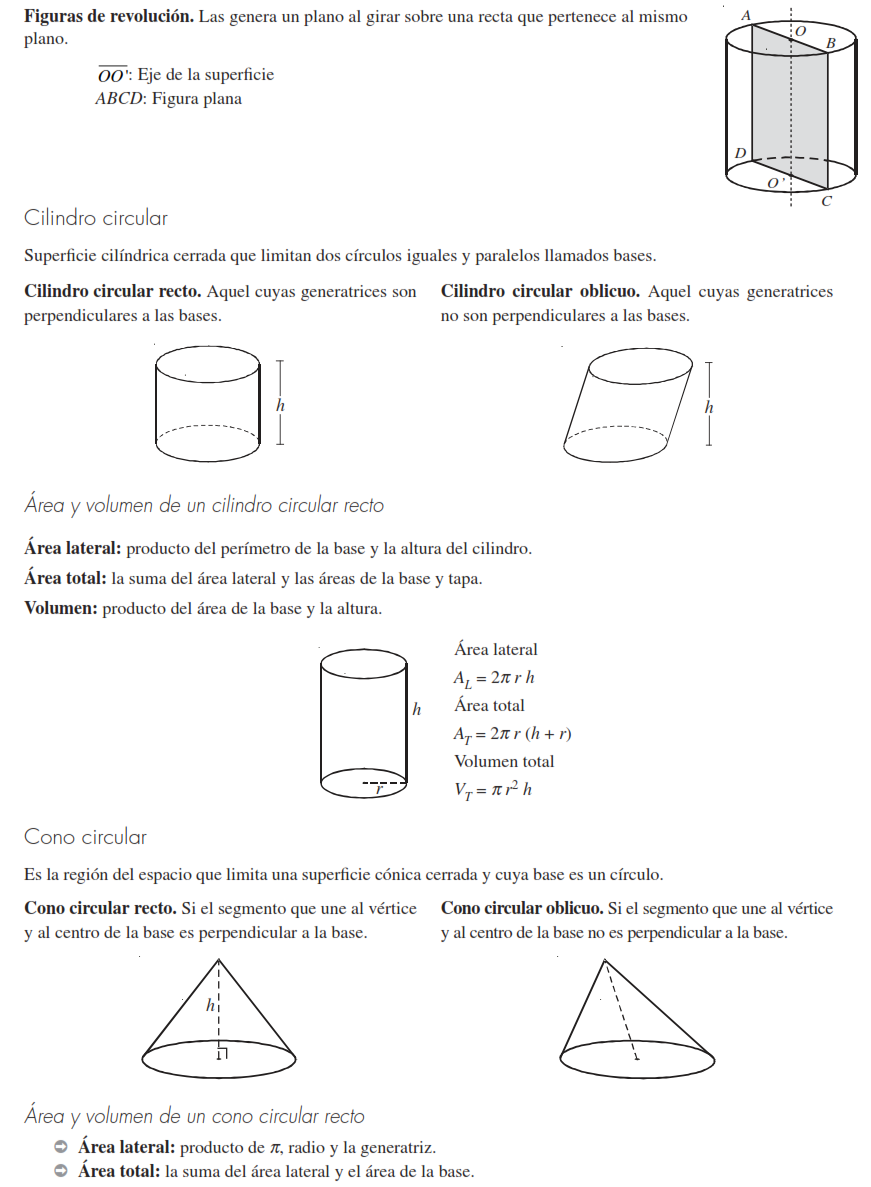 Figuras de revolución. Las genera un plano al girar sobre una recta que pertenece al mismo
plano.
OO': Eje de la superficie
ABCD: Figura plana
A
O
B
D
O'
C
Cilindro circular
Superficie cilíndrica cerrada que limitan dos círculos iguales y paralelos llamados bases.
Cilindro circular recto. Aquel cuyas generatrices son
perpendiculares a las bases.
Cilindro circular oblicuo. Aquel cuyas generatrices
no son perpendiculares a las bases.
h
h
Área y volumen de un cilindro circular recto
Área lateral: producto del perímetro de la base y la altura del cilindro.
Área total: la suma del área lateral y las áreas de la base y tapa.
Volumen: producto del área de la base y la altura.
h
r
Área lateral
A_L = 2π r h
Área total
A_T = 2π r (h + r)
Volumen total
V_T = π r² h
Cono circular
Es la región del espacio que limita una superficie cónica cerrada y cuya base es un círculo.
Cono circular recto. Si el segmento que une al vértice
y al centro de la base es perpendicular a la base.
Cono circular oblicuo. Si el segmento que une al vértice
y al centro de la base no es perpendicular a la base.
h
Área y volumen de un cono circular recto
Área lateral: producto de π, radio y la generatriz.
Área total: la suma del área lateral y el área de la base.